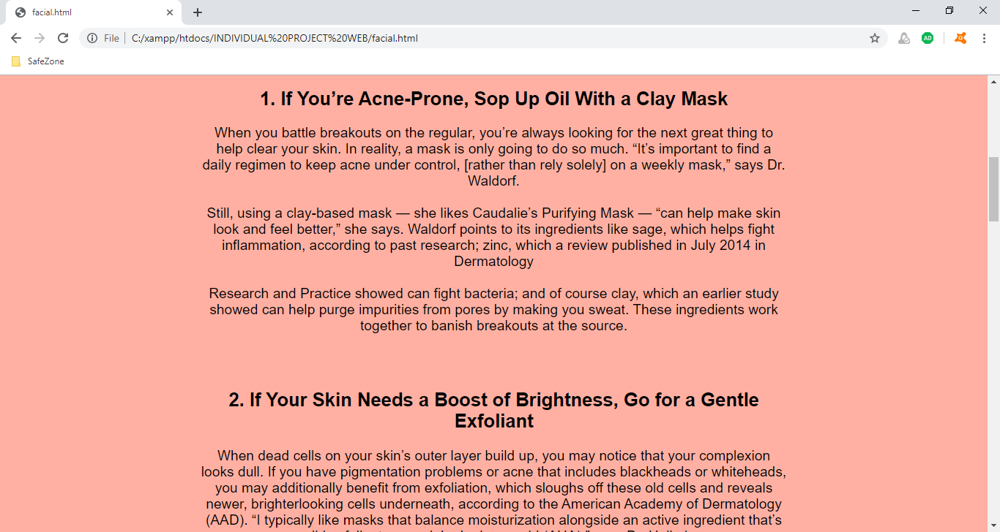 facial.html
File
C:/xampp/htdocs/INDIVIDUAL%20PROJECT%20WEB/facial.html
AD
SafeZone
1. If You’re Acne-Prone, Sop Up Oil With a Clay Mask
When you battle breakouts on the regular, you’re always looking for the next great thing to
help clear your skin. In reality, a mask is only going to do so much. “It’s important to find a
daily regimen to keep acne under control, [rather than rely solely] on a weekly mask,” says Dr.
Waldorf.
Still, using a clay-based mask — she likes Caudalie’s Purifying Mask — “can help make skin
look and feel better,” she says. Waldorf points to its ingredients like sage, which helps fight
inflammation, according to past research; zinc, which a review published in July 2014 in
Dermatology
Research and Practice showed can fight bacteria; and of course clay, which an earlier study
showed can help purge impurities from pores by making you sweat. These ingredients work
together to banish breakouts at the source.
2. If Your Skin Needs a Boost of Brightness, Go for a Gentle
Exfoliant
When dead cells on your skin’s outer layer build up, you may notice that your complexion
looks dull. If you have pigmentation problems or acne that includes blackheads or whiteheads,
you may additionally benefit from exfoliation, which sloughs off these old cells and reveals
newer, brighterlooking cells underneath, according to the American Academy of Dermatology
(AAD). “I typically like masks that balance moisturization alongside an active ingredient that’s